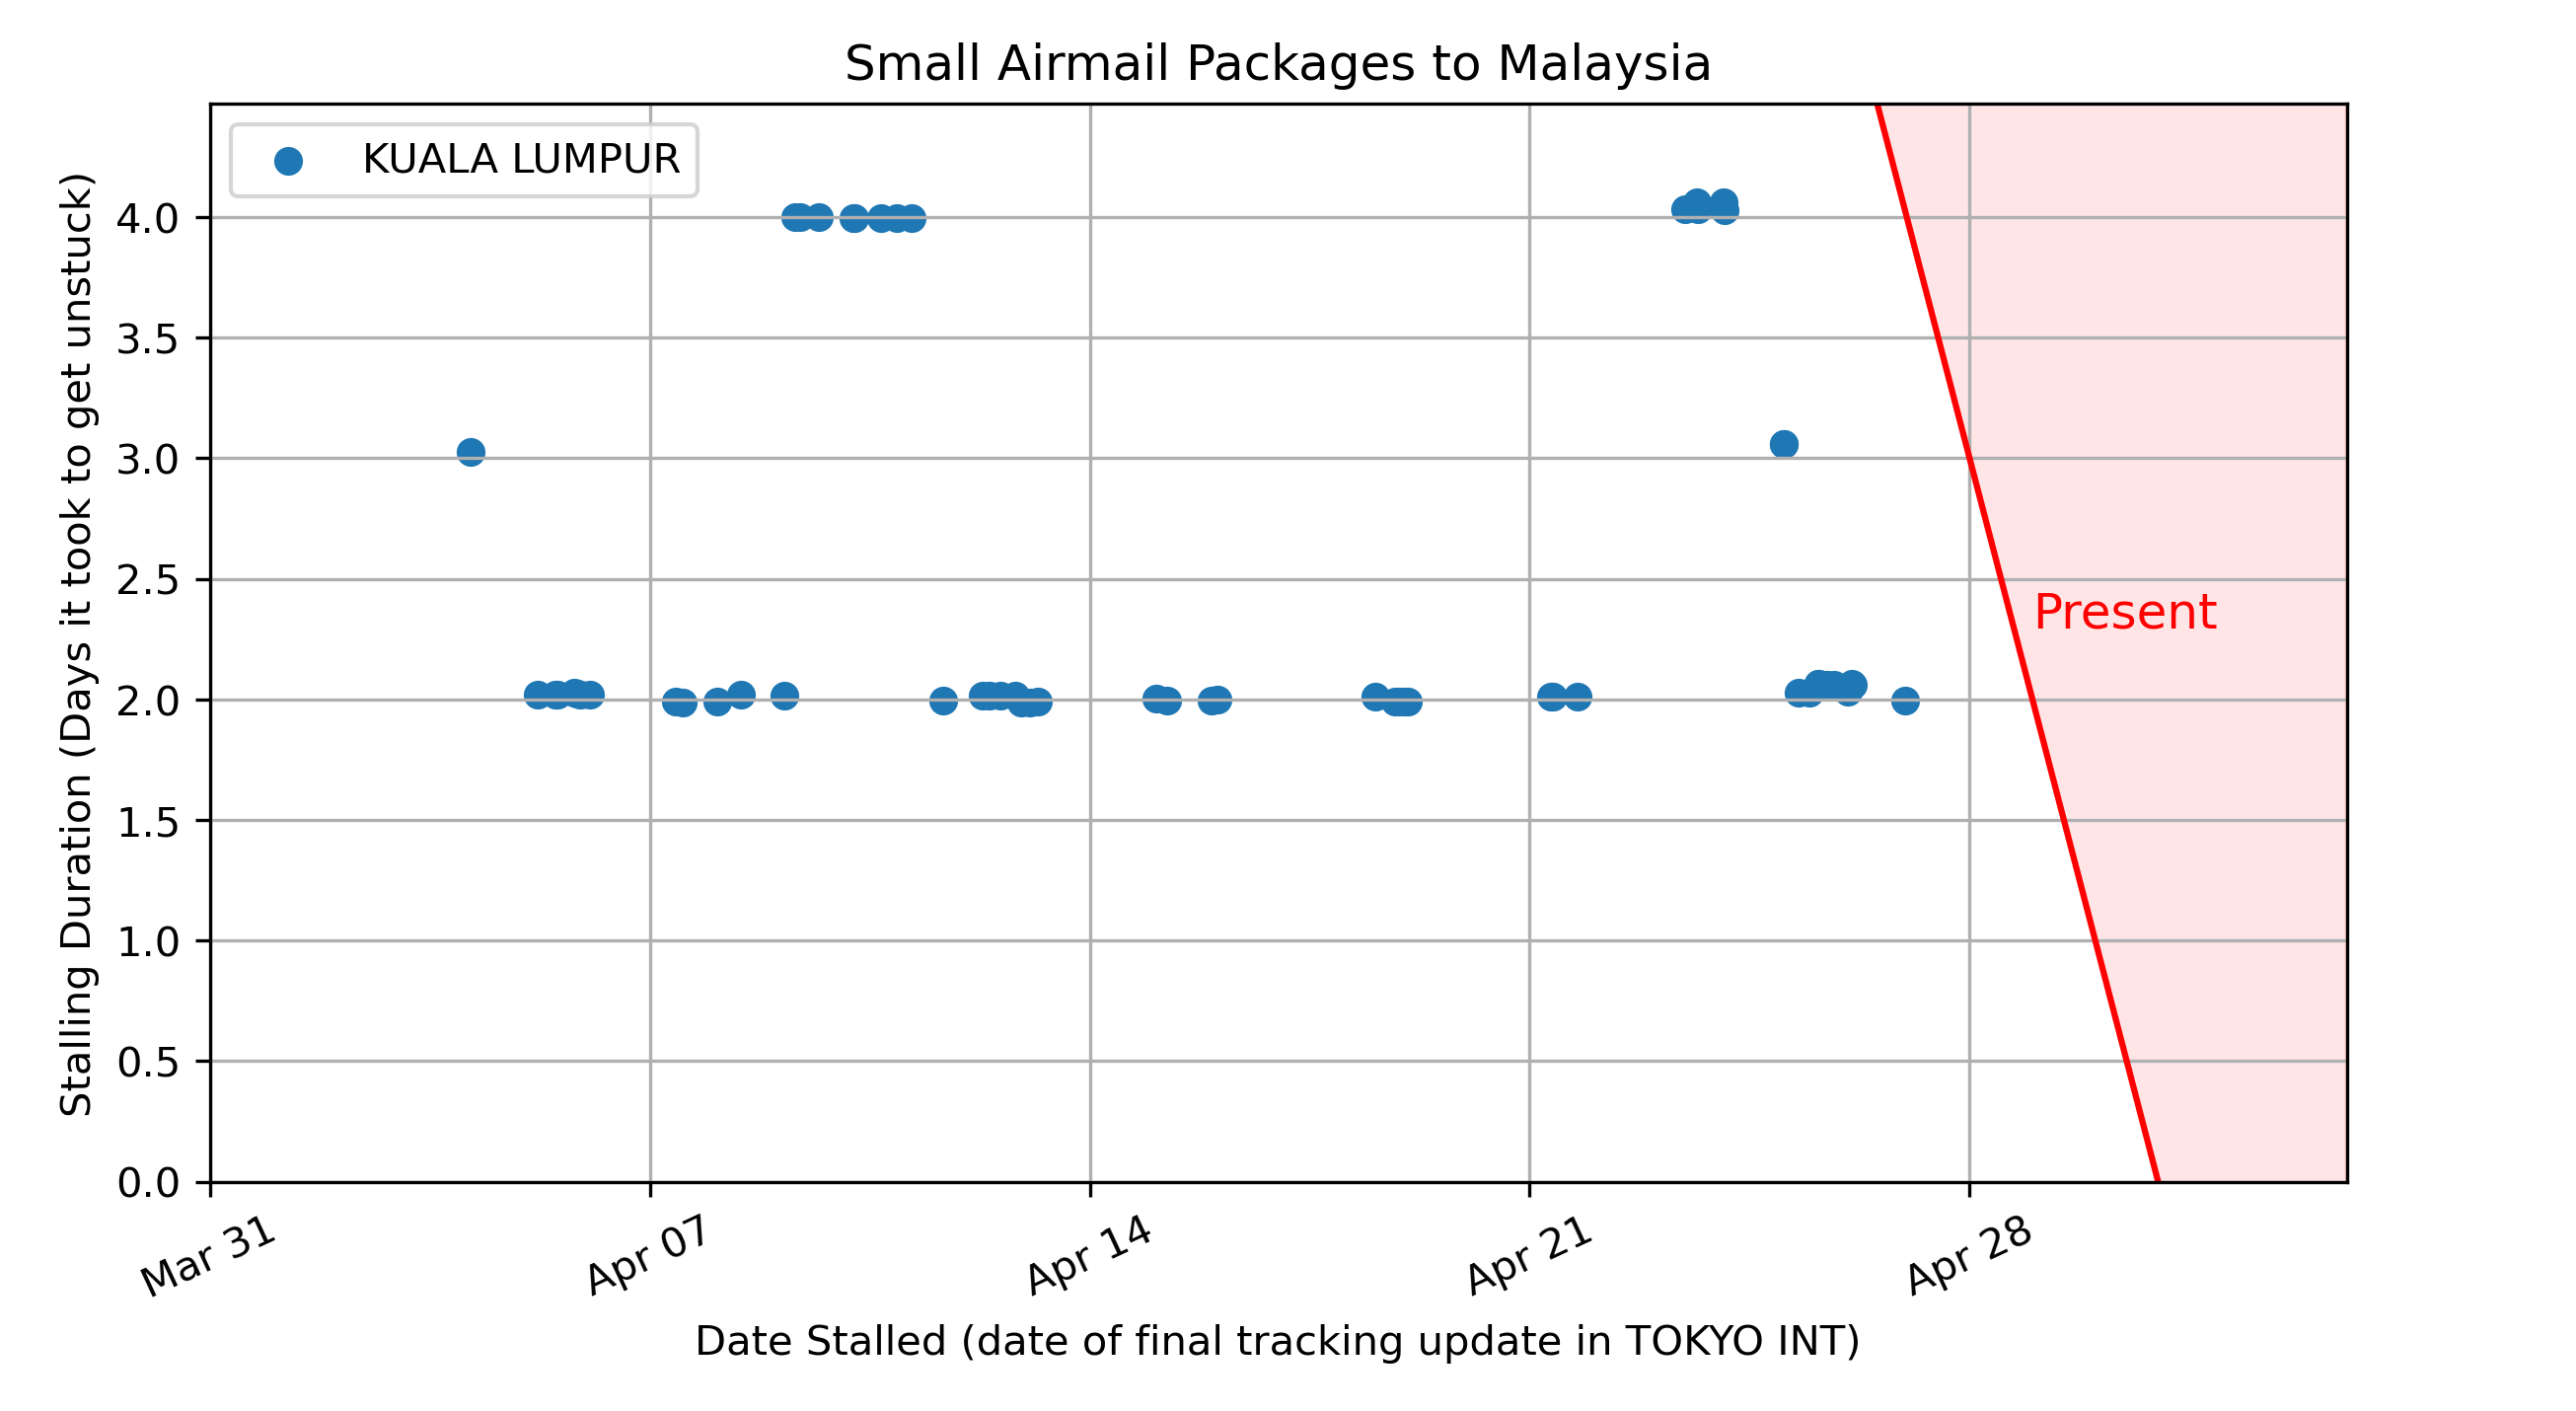 Small Airmail Packages to Malaysia
KUALA LUMPUR
Stalling Duration (Days it took to get unstuck)
4.0
3.5
3.0
2.5
2.0
1.5
1.0
0.5
0.0
Present
Mar 31
Apr 07
Apr 14
Apr 21
Apr 28
Date Stalled (date of final tracking update in TOKYO INT)